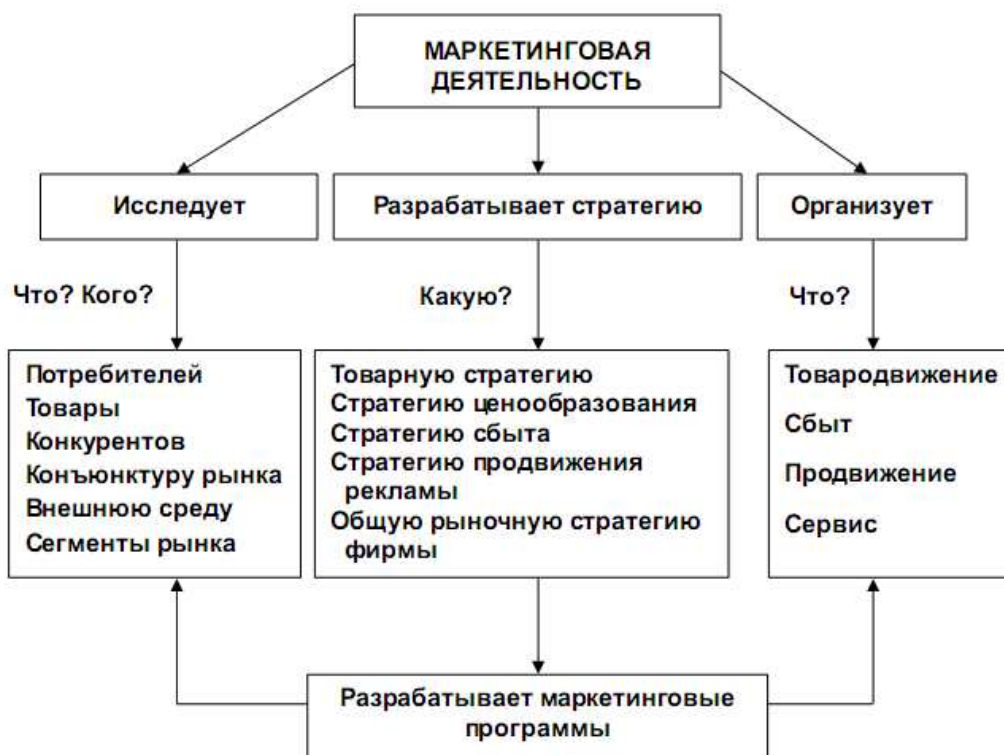 МАРКЕТИНГОВАЯ
ДЕЯТЕЛЬНОСТЬ
Исследует
Разрабатывает стратегию
Организует
Что? Кого?
Какую?
Что?
Потребителей
Товары
Конкурентов
Конъюнктуру рынка
Внешнюю среду
Сегменты рынка
Товарную стратегию
Стратегию ценообразования
Стратегию сбыта
Стратегию продвижения
рекламы
Общую рыночную стратегию
фирмы
Товародвижение
Сбыт
Продвижение
Сервис
Разрабатывает маркетинговые
программы